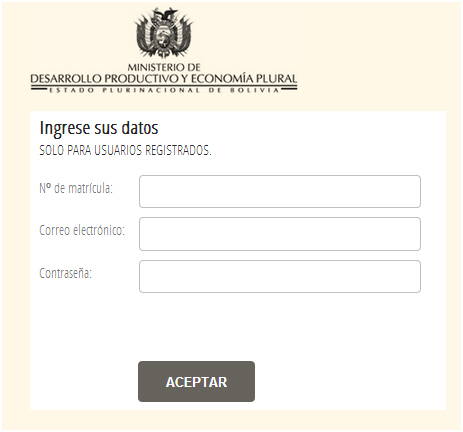 MINISTERIO DE
DESARROLLO PRODUCTIVO Y ECONOMÍA PLURAL
ESTADO PLURINACIONAL DE BOLIVIA
Ingrese sus datos
SOLO PARA USUARIOS REGISTRADOS.
Nº de matrícula:
Correo electrónico:
Contraseña:
ACEPTAR